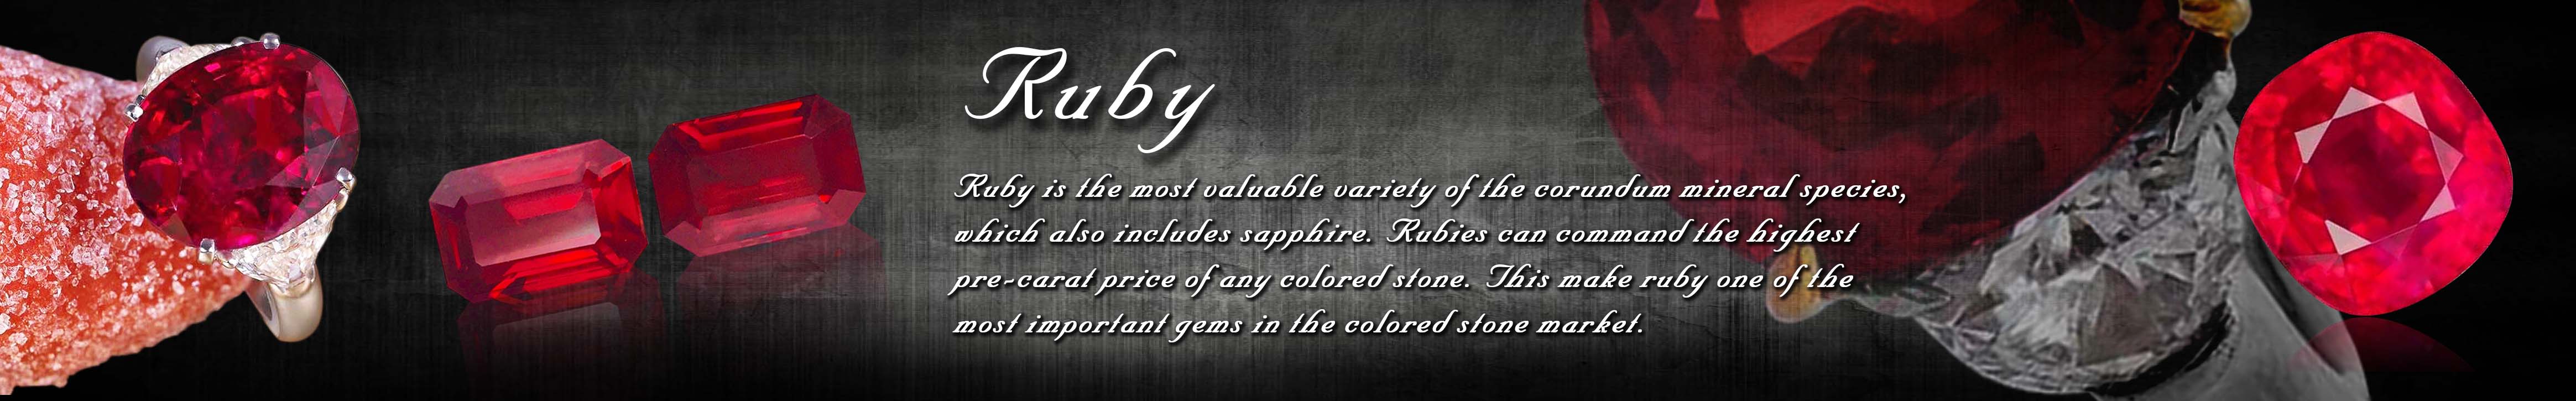 Ruby
Ruby is the most valuable variety of the corundum mineral species,
which also includes sapphire. Rubies can command the highest
pre-carat price of any colored stone. This make ruby one of the
most important gems in the colored stone market.